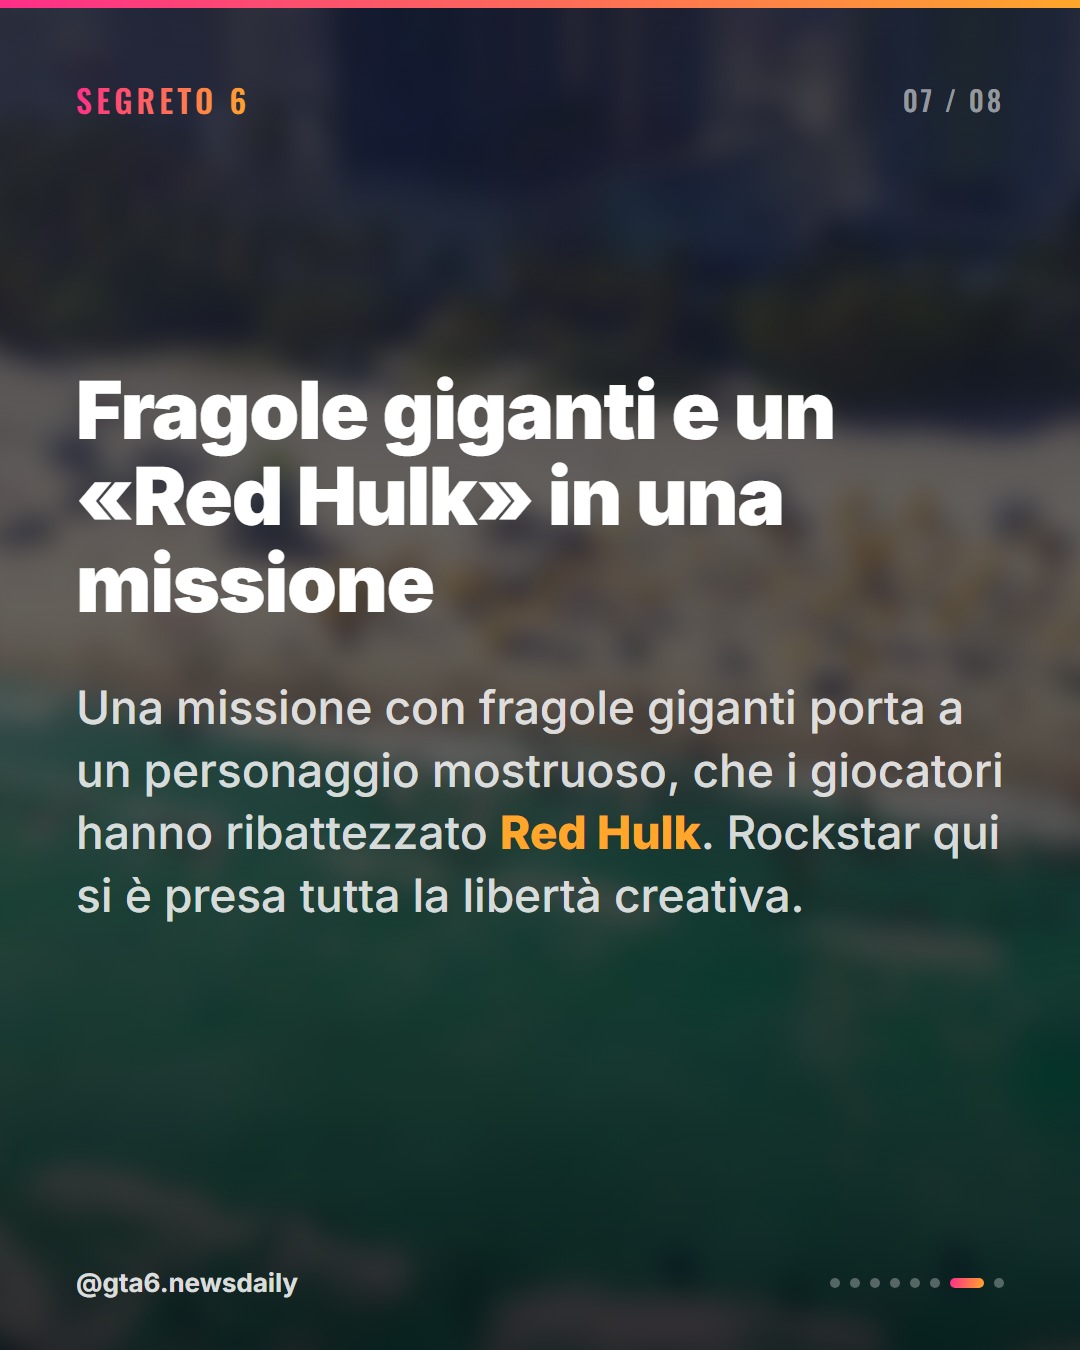 SEGRETO 6
07 / 08
Fragole giganti e un
«Red Hulk» in una
missione
Una missione con fragole giganti porta a
un personaggio mostruoso, che i giocatori
hanno ribattezzato Red Hulk. Rockstar qui
si è presa tutta la libertà creativa.
@gta6.newsdaily